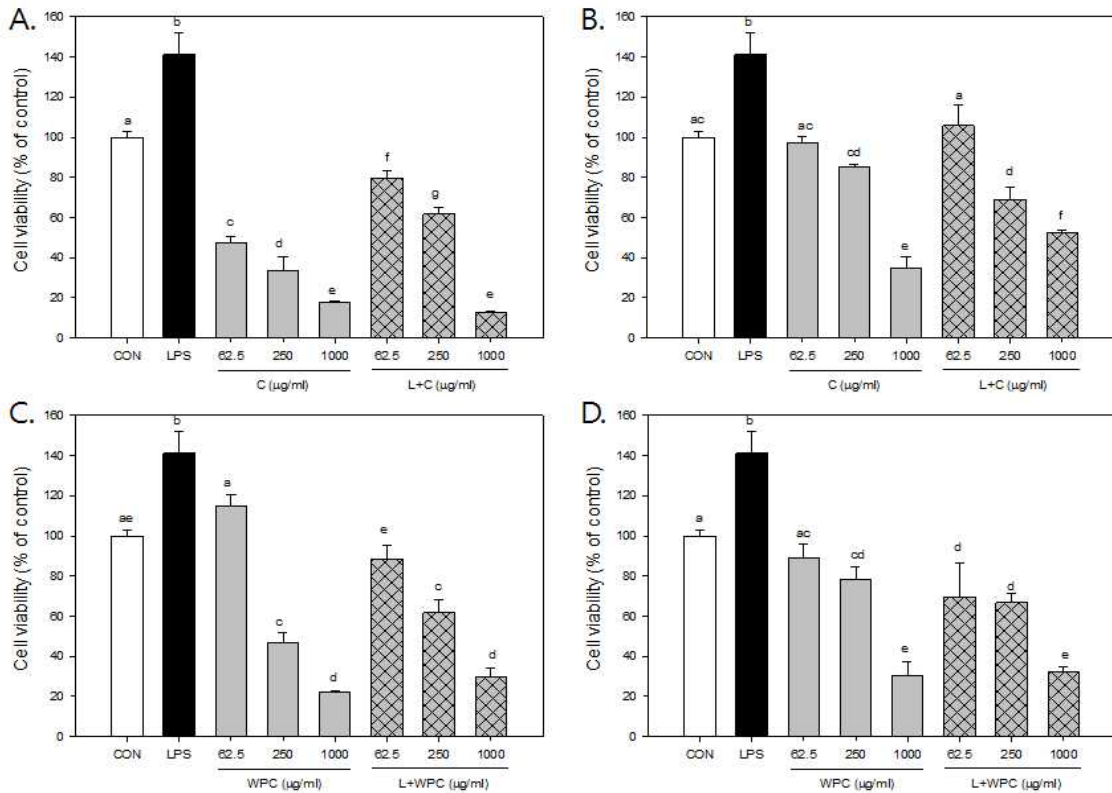 A.
160
140
120
100
80
60
40
20
0
Cell viability (% of control)
a
b
c
d
e
f
g
e
CON LPS 62.5 250 1000 62.5 250 1000
C (μg/ml) L+C (μg/ml)
B.
160
140
120
100
80
60
40
20
0
Cell viability (% of control)
ac
b
ac
cd
e
a
d
f
CON LPS 62.5 250 1000 62.5 250 1000
C (μg/ml) L+C (μg/ml)
C.
160
140
120
100
80
60
40
20
0
Cell viability (% of control)
ae
b
a
c
d
e
c
d
CON LPS 62.5 250 1000 62.5 250 1000
WPC (μg/ml) L+WPC (μg/ml)
D.
160
140
120
100
80
60
40
20
0
Cell viability (% of control)
a
b
ac
cd
e
d
d
e
CON LPS 62.5 250 1000 62.5 250 1000
WPC (μg/ml) L+WPC (μg/ml)